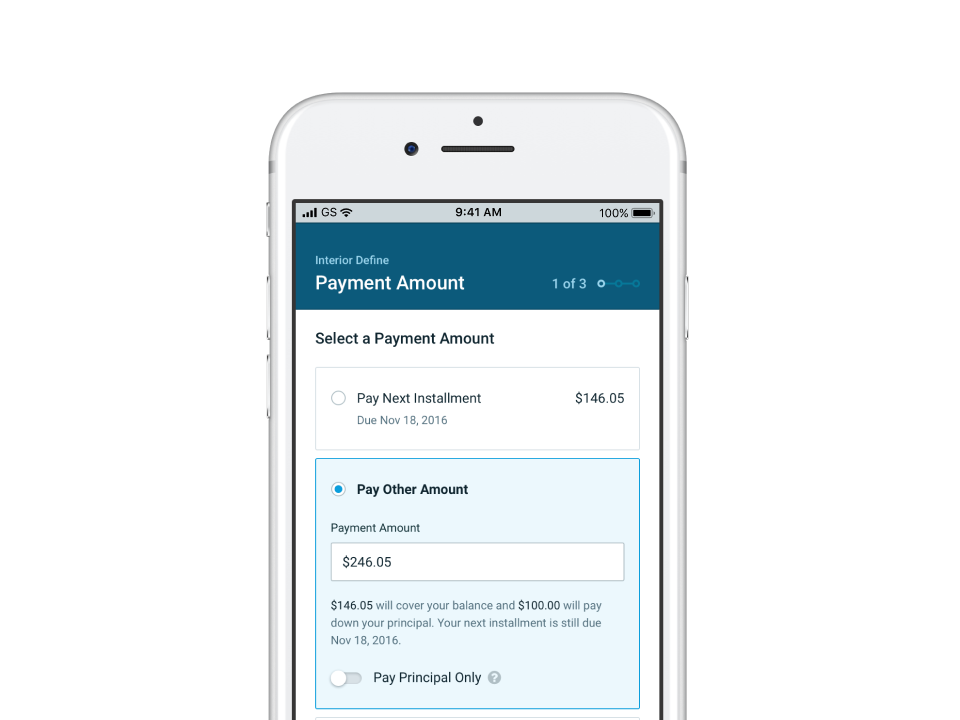 GS 9:41 AM 100%
Interior Define
Payment Amount 1 of 3
Select a Payment Amount
Pay Next Installment $146.05
Due Nov 18, 2016
Pay Other Amount
Payment Amount
$246.05
$146.05 will cover your balance and $100.00 will pay
down your principal. Your next installment is still due
Nov 18, 2016.
Pay Principal Only ?